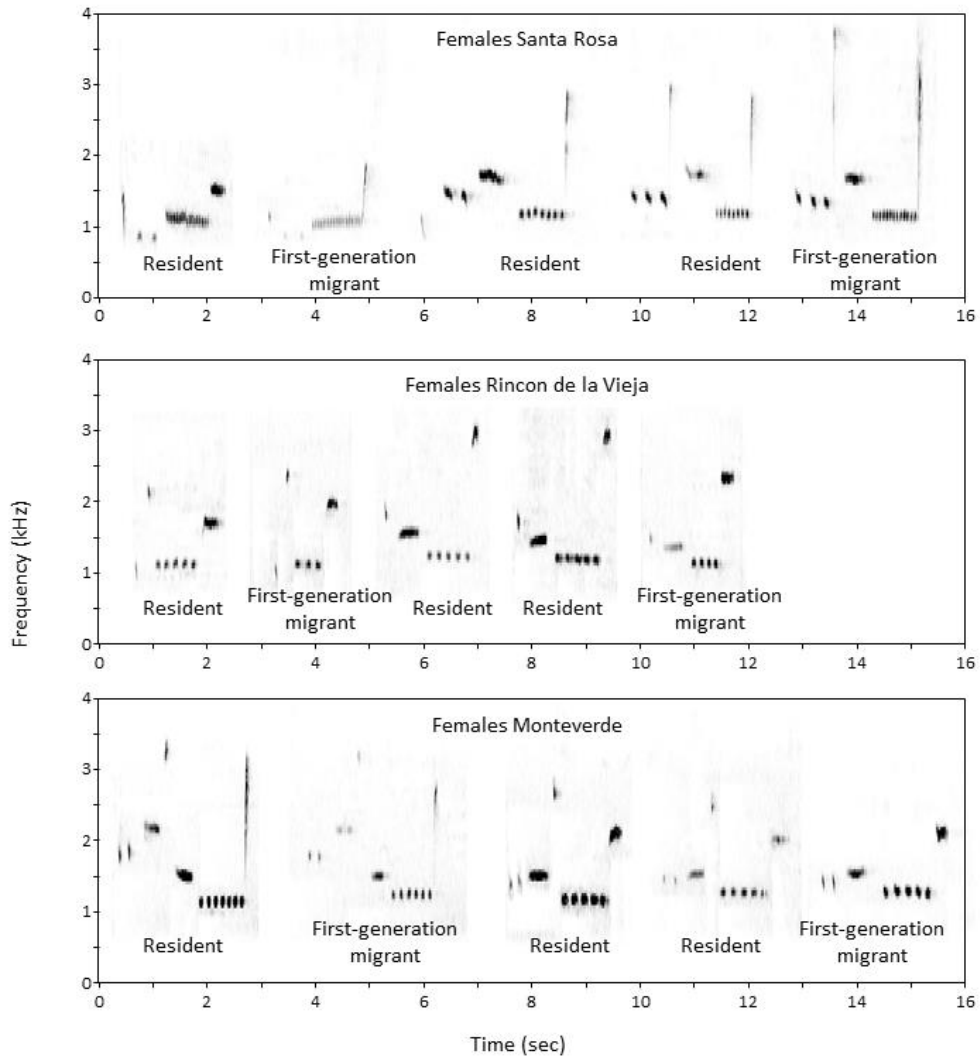 4
Females Santa Rosa
3
2
1
Resident
First-generation
migrant
Resident
Resident
First-generation
migrant
0
0 2 4 6 8 10 12 14 16
4
Females Rincon de la Vieja
3
2
1
Resident
First-generation
migrant
Resident
Resident
First-generation
migrant
0
0 2 4 6 8 10 12 14 16
Frequency (kHz)
4
Females Monteverde
3
2
1
Resident
First-generation
migrant
Resident
Resident
First-generation
migrant
0
0 2 4 6 8 10 12 14 16
Time (sec)